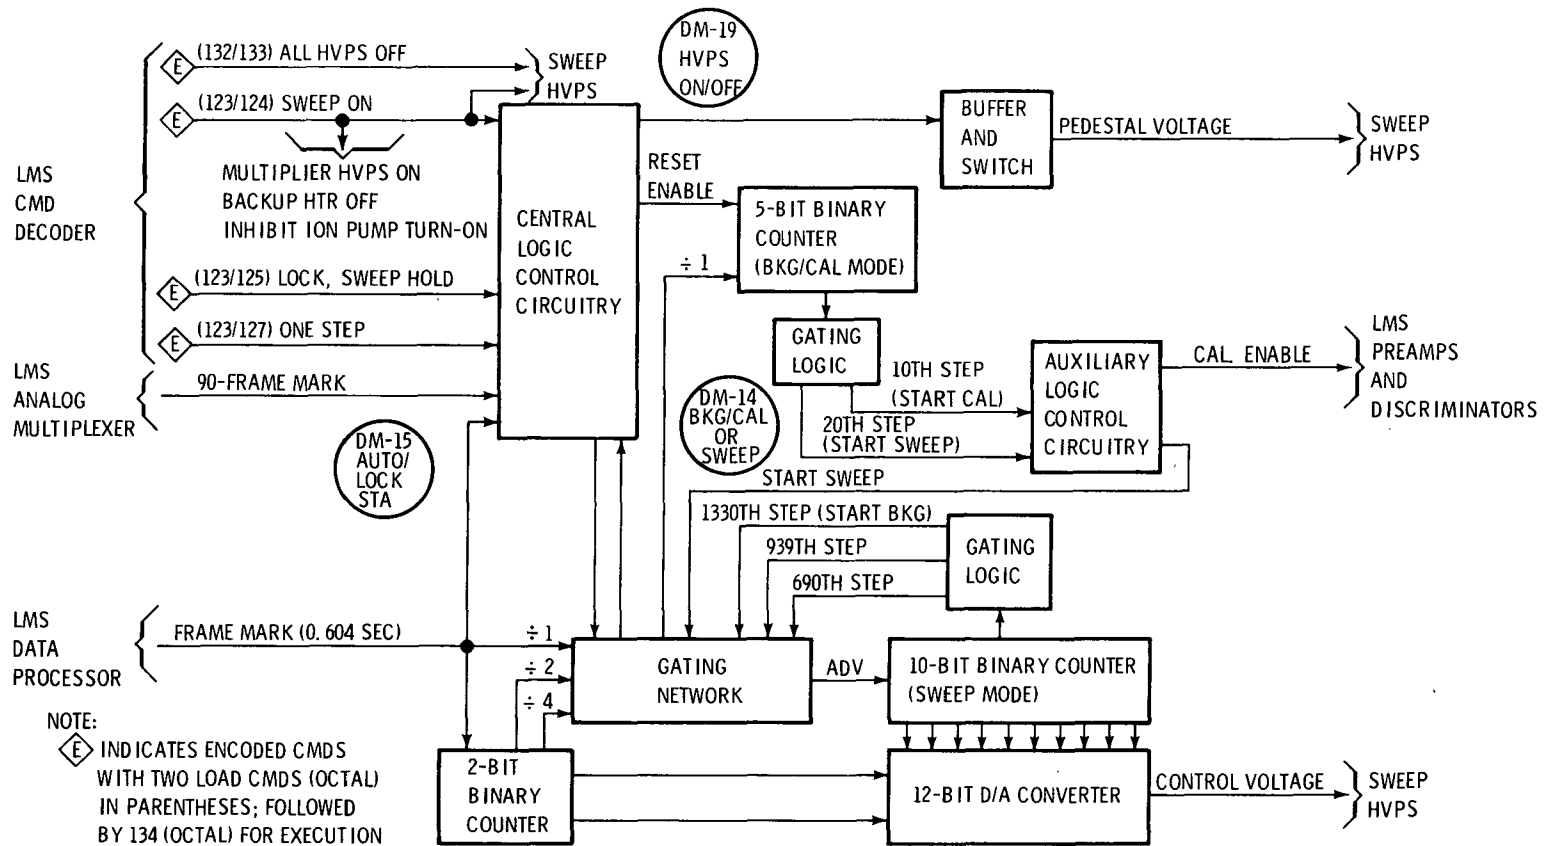 DM-19
HVPS
ON/OFF
(132/133) ALL HVPS OFF
SWEEP
HVPS
E
(123/124) SWEEP ON
E
MULTIPLIER HVPS ON
BACKUP HTR OFF
INHIBIT ION PUMP TURN-ON
LMS
CMD
DECODER
(123/125) LOCK, SWEEP HOLD
E
(123/127) ONE STEP
E
LMS
ANALOG
MULTIPLEXER
90-FRAME MARK
CENTRAL
LOGIC
CONTROL
CIRCUITRY
BUFFER
AND
SWITCH
PEDESTAL VOLTAGE
SWEEP
HVPS
RESET
ENABLE
5-BIT BINARY
COUNTER
(BKG/CAL MODE)
÷ 1
GATING
LOGIC
10TH STEP
(START CAL)
20TH STEP
(START SWEEP)
AUXILIARY
LOGIC
CONTROL
CIRCUITRY
CAL ENABLE
LMS
PREAMPS
AND
DISCRIMINATORS
DM-14
BKG/CAL
OR
SWEEP
DM-15
AUTO/
LOCK
STA
START SWEEP
1330TH STEP (START BKG)
939TH STEP
690TH STEP
GATING
LOGIC
LMS
DATA
PROCESSOR
FRAME MARK (0.604 SEC)
÷ 1
÷ 2
÷ 4
GATING
NETWORK
ADV
10-BIT BINARY COUNTER
(SWEEP MODE)
2-BIT
BINARY
COUNTER
12-BIT D/A CONVERTER
CONTROL VOLTAGE
SWEEP
HVPS
NOTE:
E INDICATES ENCODED CMDS
WITH TWO LOAD CMDS (OCTAL)
IN PARENTHESES; FOLLOWED
BY 134 (OCTAL) FOR EXECUTION